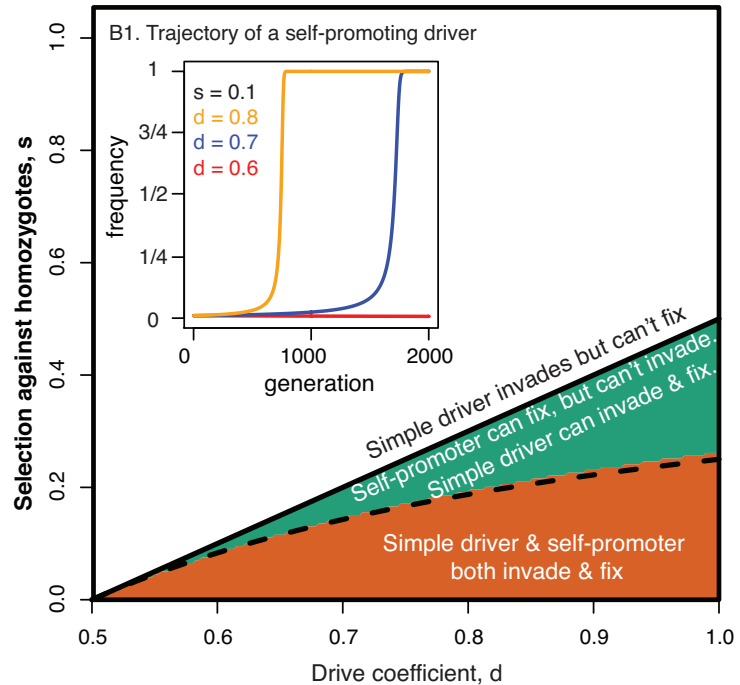 B1. Trajectory of a self-promoting driver
s = 0.1
d = 0.8
d = 0.7
d = 0.6
frequency
1
3/4
1/2
1/4
0
0
1000
2000
generation
Selection against homozygotes, s
1.0
0.8
0.6
0.4
0.2
0.0
Simple driver invades but can't fix
Self-promoter can fix, but can't invade.
Simple driver can invade & fix.
Simple driver & self-promoter
both invade & fix
0.5
0.6
0.7
0.8
0.9
1.0
Drive coefficient, d